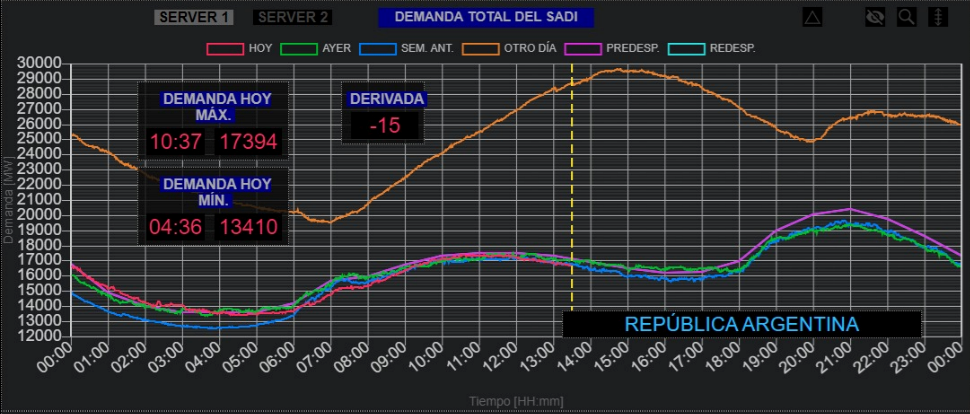 SERVER 1 SERVER 2 DEMANDA TOTAL DEL SADI
HOY AYER SEM. ANT. OTRO DÍA PREDESP. REDESP.
30000
29000
28000
27000
26000
25000
24000
23000
22000
21000
20000
19000
18000
17000
16000
15000
14000
13000
12000
Demanda [MW]
DEMANDA HOY
MÁX.
10:37 17394
DERIVADA
-15
DEMANDA HOY
MÍN.
04:36 13410
REPÚBLICA ARGENTINA
00:00 01:00 02:00 03:00 04:00 05:00 06:00 07:00 08:00 09:00 10:00 11:00 12:00 13:00 14:00 15:00 16:00 17:00 18:00 19:00 20:00 21:00 22:00 23:00 00:00
Tiempo [HH:mm]